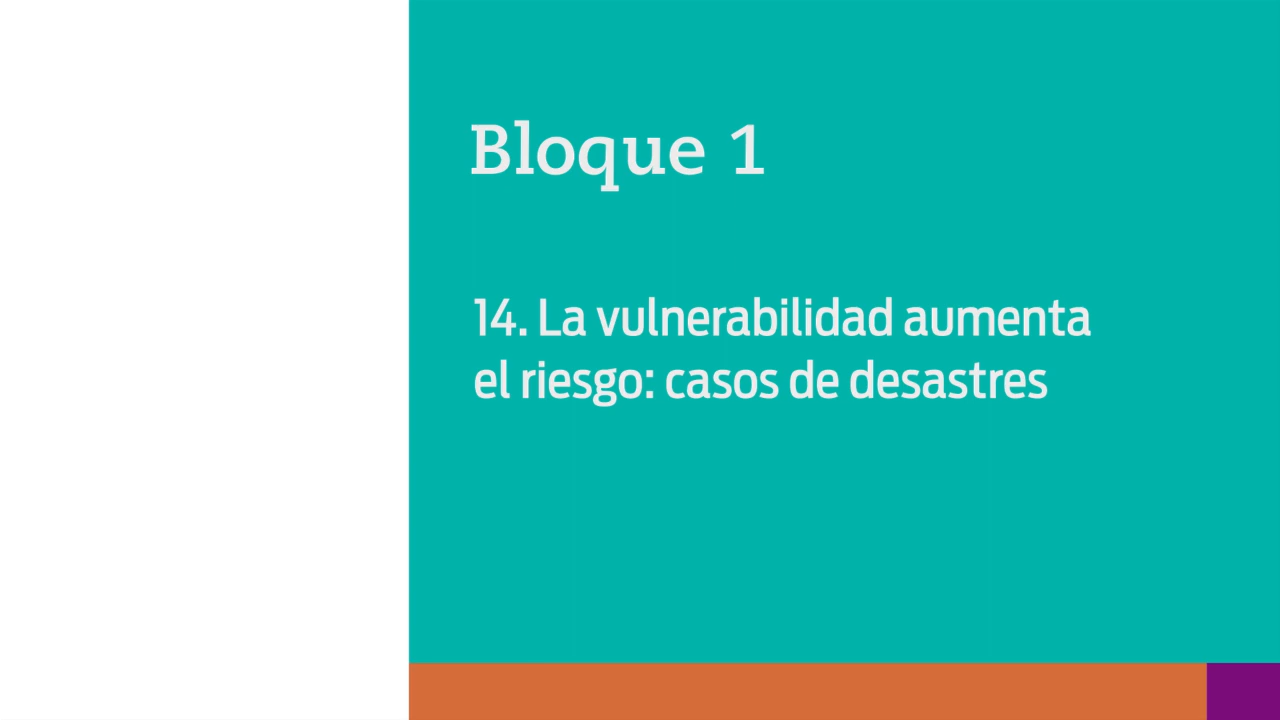 Bloque 1
14. La vulnerabilidad aumenta
el riesgo: casos de desastres